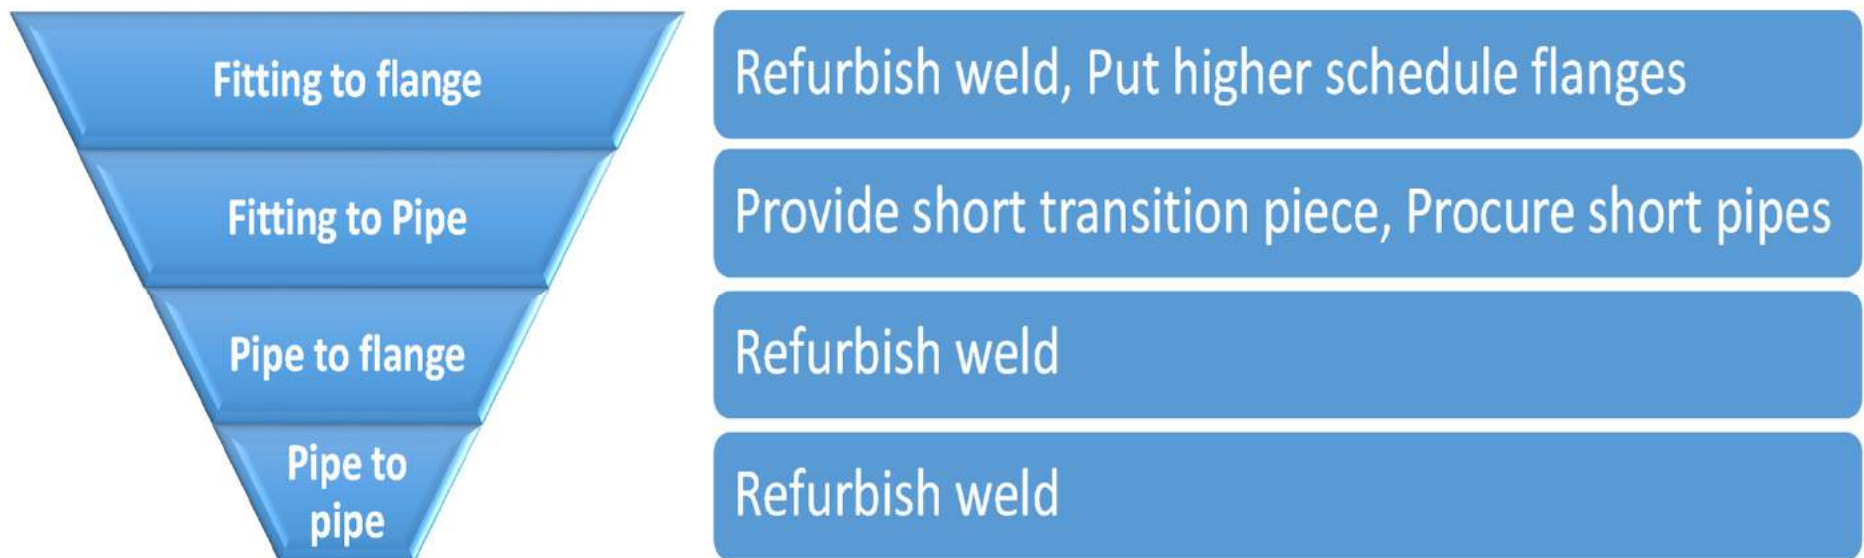 Fitting to flange
Refurbish weld, Put higher schedule flanges
Fitting to Pipe
Provide short transition piece, Procure short pipes
Pipe to flange
Refurbish weld
Pipe to
pipe
Refurbish weld